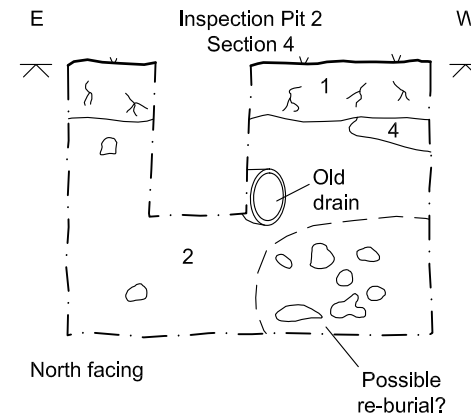 E
Inspection Pit 2
W
Section 4
1
4
Old
drain
2
North facing
Possible
re-burial?